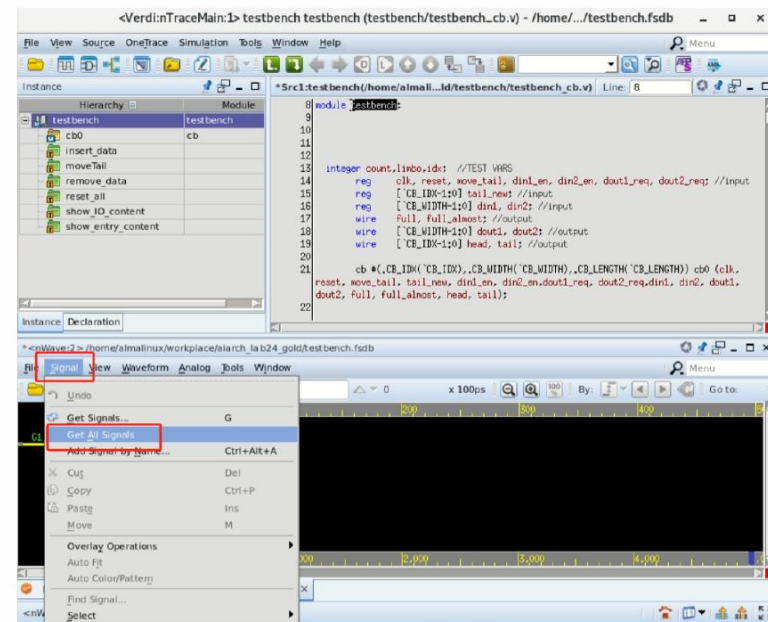 <Verdi:nTraceMain:1> testbench testbench (testbench/testbench_cb.v) - /home/.../testbench.fsdb
File View Source OneTrace Simulation Tools Window Help
Menu
Instance
*Src1:testbench(/home/almali...ld/testbench/testbench_cb.v) Line: 8
Hierarchy Module
testbench testbench
cb0 cb
insert_data
moveTail
remove_data
reset_all
show_IO_content
show_entry_content
8 module testbench;
9
10
11
12
13 integer count,limbo,idx; //TEST VARS
14 reg clk, reset, move_tail, din1_en, din2_en, dout1_req, dout2_req; //input
15 reg [`CB_IDX-1:0] tail_new; //input
16 reg [`CB_WIDTH-1:0] din1, din2; //input
17 wire full, full_almost; //output
18 wire [`CB_WIDTH-1:0] dout1, dout2; //output
19 wire [`CB_IDX-1:0] head, tail; //output
20
21 cb #(.CB_IDX(`CB_IDX),.CB_WIDTH(`CB_WIDTH),.CB_LENGTH(`CB_LENGTH)) cb0 (clk,
reset, move_tail, tail_new, din1_en, din2_en,dout1_req, dout2_req,din1, din2, dout1,
dout2, full, full_almost, head, tail);
22
Instance Declaration
*<nWave:2> /home/almalinux/workplace/alarch_lab24_gold/testbench.fsdb
File Signal View Waveform Analog Tools Window
Menu
0 x 100ps 100% By: Go to:
Undo
Get Signals... G
Get All Signals
Add Signal by Name... Ctrl+Alt+A
Cut Del
Copy Ctrl+P
Paste Ins
Move M
Overlay Operations
Auto Fit
Auto Color/Pattern
Find Signal...
Select
G1
200 300 400
2,000 3,000 4,000
<nW